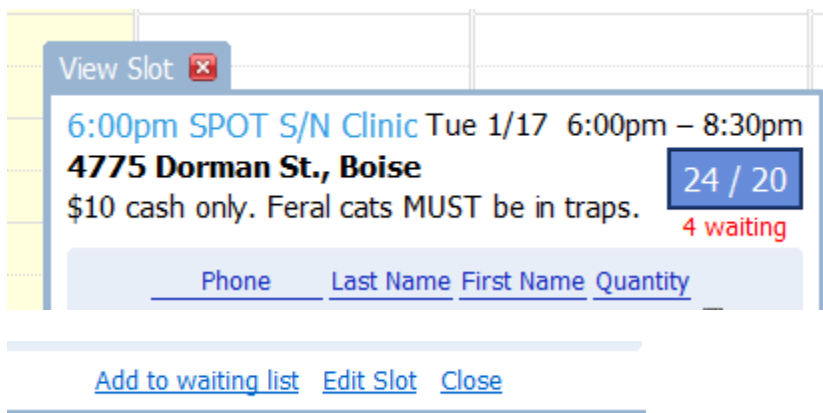 View Slot
6:00pm SPOT S/N Clinic Tue 1/17 6:00pm – 8:30pm
4775 Dorman St., Boise
24 / 20
$10 cash only. Feral cats MUST be in traps.
4 waiting
Phone Last Name First Name Quantity
Add to waiting list Edit Slot Close